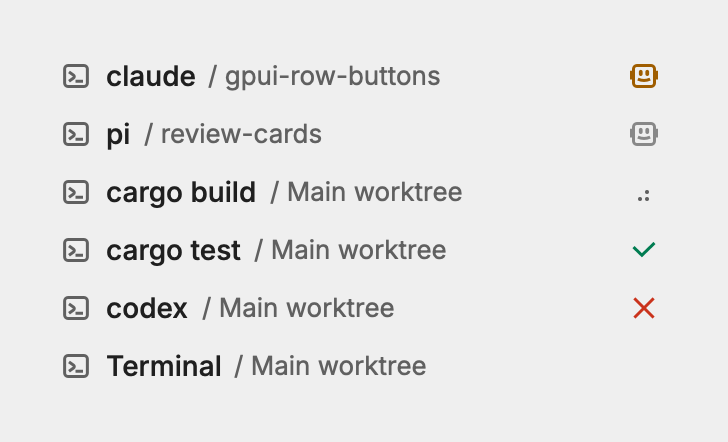 claude / gpui-row-buttons
pi / review-cards
cargo build / Main worktree
cargo test / Main worktree
codex / Main worktree
Terminal / Main worktree